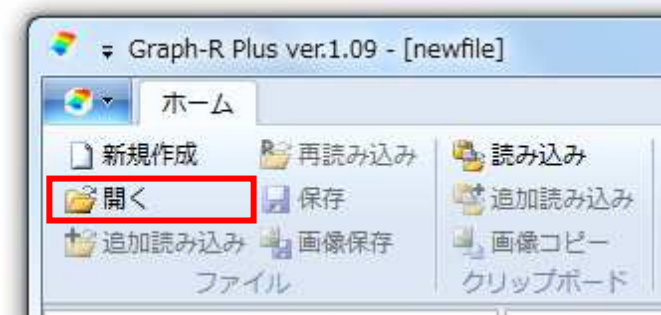 Graph-R Plus ver.1.09 - [newfile]
ホーム
新規作成
開く
追加読み込み
再読み込み
保存
画像保存
ファイル
読み込み
追加読み込み
画像コピー
クリップボード